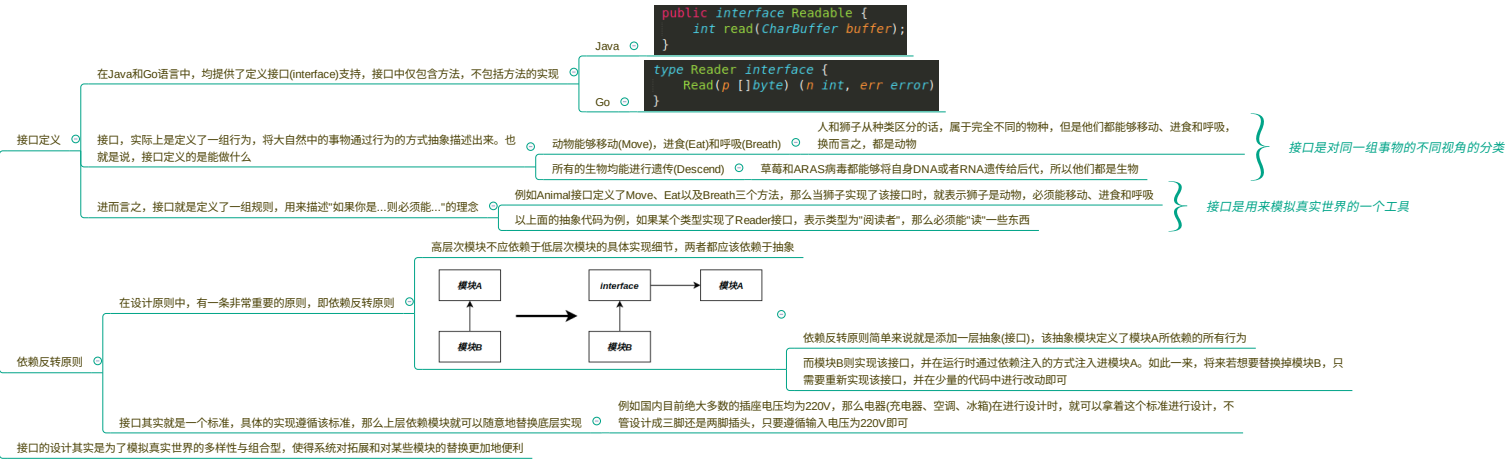 public interface Readable {
int read(CharBuffer buffer);
}
Java
在Java和Go语言中，均提供了定义接口(interface)支持，接口中仅包含方法，不包括方法的实现
type Reader interface {
Read(p []byte) (n int, err error)
}
Go
接口定义
接口，实际上是定义了一组行为，将大自然中的事物通过行为的方式抽象描述出来。也
就是说，接口定义的是能做什么
动物能够移动(Move)，进食(Eat)和呼吸(Breath)
人和狮子从种类区分的话，属于完全不同的物种，但是他们都能够移动、进食和呼吸，
换而言之，都是动物
所有的生物均能进行遗传(Descend)
草莓和ARAS病毒都能够将自身DNA或者RNA遗传给后代，所以他们都是生物
接口是对同一组事物的不同视角的分类
进而言之，接口就是定义了一组规则，用来描述"如果你是...则必须能..."的理念
例如Animal接口定义了Move、Eat以及Breath三个方法，那么当狮子实现了该接口时，就表示狮子是动物，必须能移动、进食和呼吸
以上面的抽象代码为例，如果某个类型实现了Reader接口，表示类型为"阅读者"，那么必须能"读"一些东西
接口是用来模拟真实世界的一个工具
依赖反转原则
在设计原则中，有一条非常重要的原则，即依赖反转原则
高层次模块不应依赖于低层次模块的具体实现细节，两者都应该依赖于抽象
模块A
interface
模块A
模块B
模块B
依赖反转原则简单来说就是添加一层抽象(接口)，该抽象模块定义了模块A所依赖的所有行为
而模块B则实现该接口，并在运行时通过依赖注入的方式注入进模块A。如此一来，将来若想要替换掉模块B，只
需要重新实现该接口，并在少量的代码中进行改动即可
接口其实就是一个标准，具体的实现遵循该标准，那么上层依赖模块就可以随意地替换底层实现
例如国内目前绝大多数的插座电压均为220V，那么电器(充电器、空调、冰箱)在进行设计时，就可以拿着这个标准进行设计，不
管设计成三脚还是两脚插头，只要遵循输入电压为220V即可
接口的设计其实是为了模拟真实世界的多样性与组合型，使得系统对拓展和对某些模块的替换更加地便利